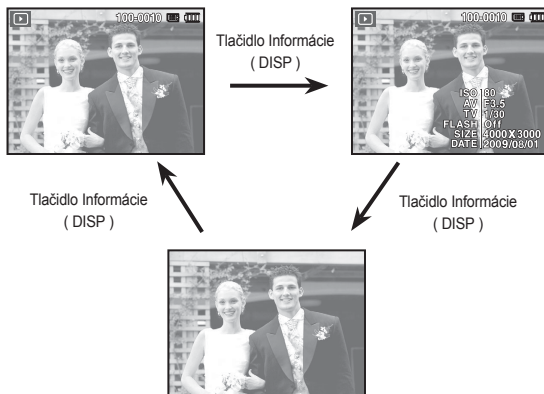 100-0010
Tlačidlo Informácie
( DISP )
100-0010
ISO 80
AV F3.5
TV 1/30
FLASH Off
SIZE 4000X3000
DATE 2009/08/01
Tlačidlo Informácie
( DISP )
Tlačidlo Informácie
( DISP )